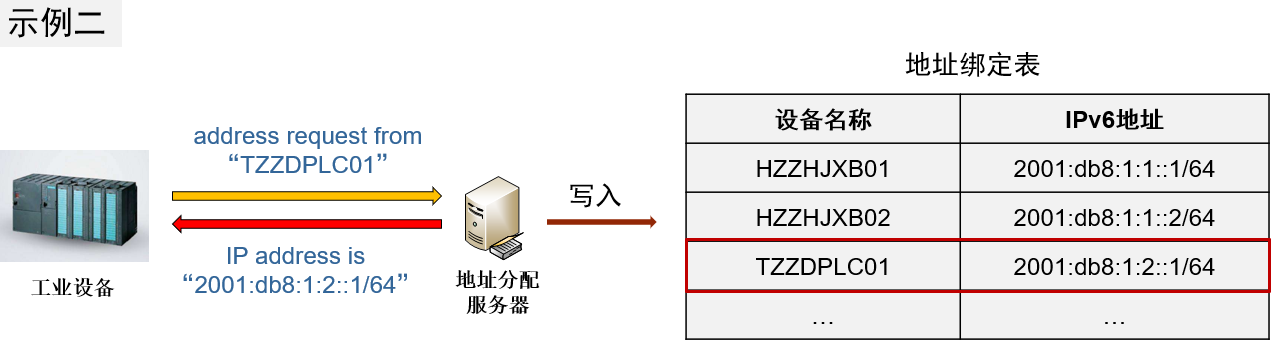 示例二
address request from
“TZZDPLC01”
IP address is
“2001:db8:1:2::1/64”
工业设备
地址分配
服务器
写入
地址绑定表
设备名称 IPv6地址
HZZHJXB01 2001:db8:1:1::1/64
HZZHJXB02 2001:db8:1:1::2/64
TZZDPLC01 2001:db8:1:2::1/64
… …